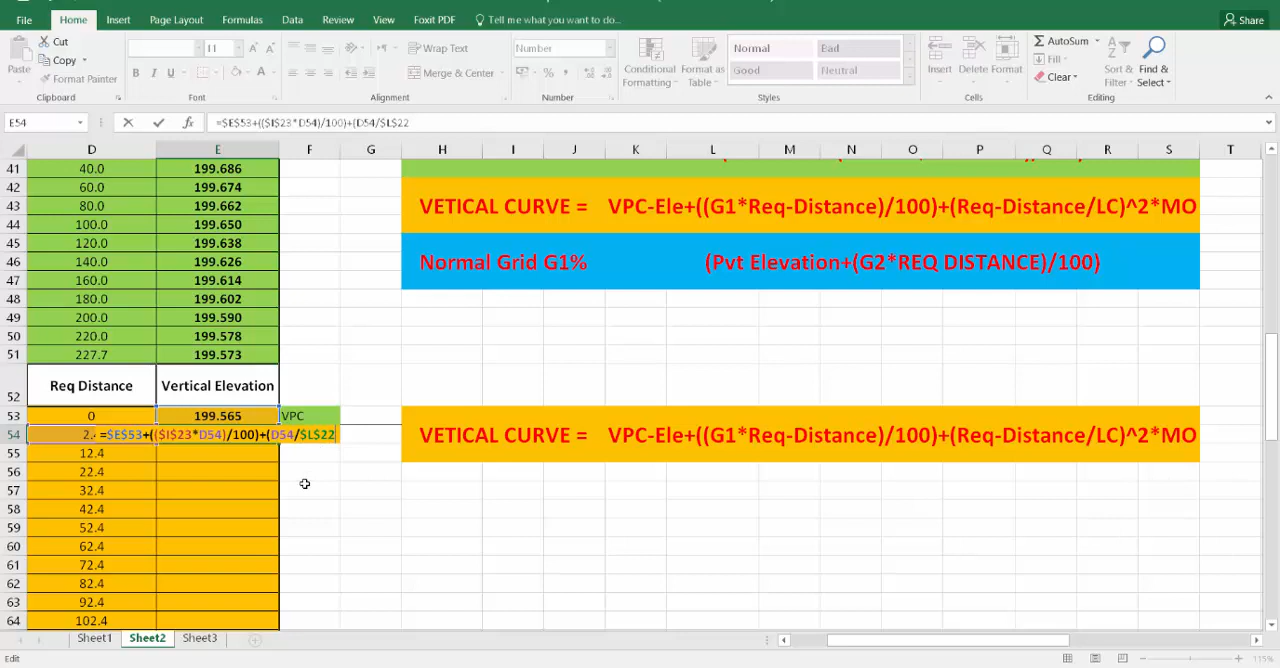 File Home Insert Page Layout Formulas Data Review View Foxit PDF Tell me what you want to do... Share
Cut
Copy
Format Painter
Paste
11
Wrap Text
Merge & Center
Number
Conditional Formatting
Format as Table
Normal Bad
Good Neutral
Insert Delete Format
AutoSum
Fill
Clear
Sort & Filter
Find & Select
Clipboard Font Alignment Number Styles Cells Editing
E54 fx =$E$53+(($I$23*D54)/100)+(D54/$L$22
D E F G H I J K L M N O P Q R S T
41 40.0 199.686
42 60.0 199.674
43 80.0 199.662
VETICAL CURVE = VPC-Ele+((G1*Req-Distance)/100)+(Req-Distance/LC)^2*MO
44 100.0 199.650
45 120.0 199.638
46 140.0 199.626
Normal Grid G1% (Pvt Elevation+(G2*REQ DISTANCE)/100)
47 160.0 199.614
48 180.0 199.602
49 200.0 199.590
50 220.0 199.578
51 227.7 199.573
52 Req Distance Vertical Elevation
53 0 199.565 VPC
54 2. =$E$53+(($I$23*D54)/100)+(D54/$L$22
VETICAL CURVE = VPC-Ele+((G1*Req-Distance)/100)+(Req-Distance/LC)^2*MO
55 12.4
56 22.4
57 32.4
58 42.4
59 52.4
60 62.4
61 72.4
62 82.4
63 92.4
64 102.4
Sheet1 Sheet2 Sheet3
Edit 115%